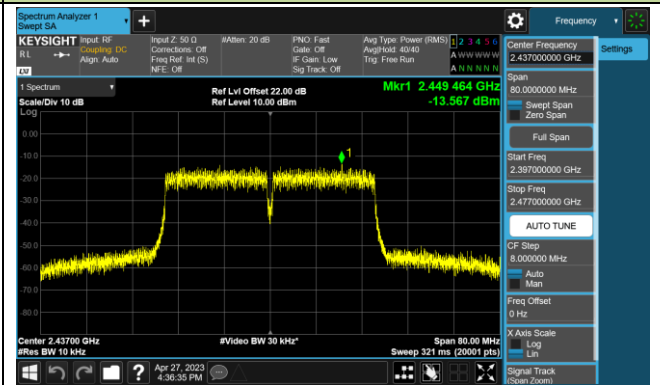 Spectrum Analyzer 1
Swept SA
Frequency
KEYSIGHT
RL
Input: RF
Coupling: DC
Align: Auto
Input Z: 50 Ω
Corrections: Off
Freq Ref: Int (S)
NFE: Off
#Atten: 20 dB
PNO: Fast
Gate: Off
IF Gain: Low
Sig Track: Off
Avg Type: Power (RMS)
Avg|Hold: 40/40
Trig: Free Run
1 2 3 4 5 6
A W W W W W
A N N N N N
1 Spectrum
Scale/Div 10 dB
Log
Ref Lvl Offset 22.00 dB
Ref Level 10.00 dBm
Mkr1 2.449 464 GHz
-13.567 dBm
0.00
-10.0
-20.0
-30.0
-40.0
-50.0
-60.0
-70.0
-80.0
1
Center 2.43700 GHz
#Res BW 10 kHz
#Video BW 30 kHz*
Span 80.00 MHz
Sweep 321 ms (20001 pts)
Center Frequency
2.437000000 GHz
Settings
Span
80.0000000 MHz
Swept Span
Zero Span
Full Span
Start Freq
2.397000000 GHz
Stop Freq
2.477000000 GHz
AUTO TUNE
CF Step
8.000000 MHz
Auto
Man
Freq Offset
0 Hz
X Axis Scale
Log
Lin
Signal Track
(Span Zoom)
Apr 27, 2023
4:36:35 PM